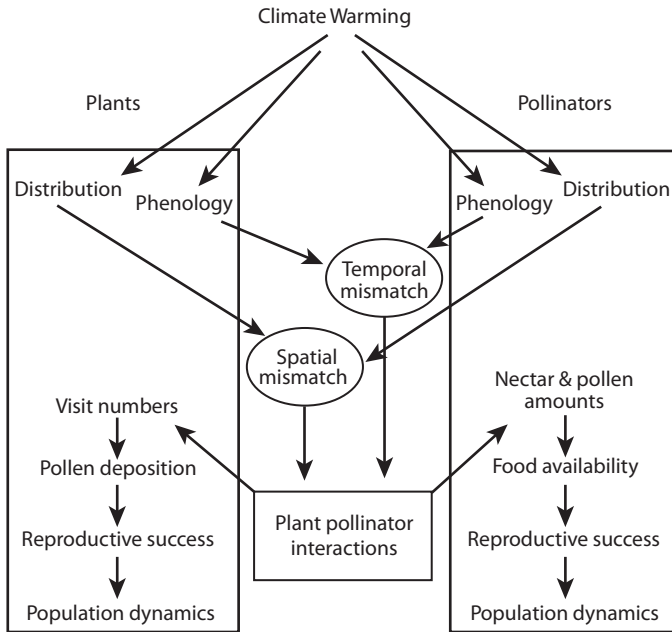 Climate Warming
Plants
Pollinators
Distribution
Phenology
Phenology
Distribution
Temporal
mismatch
Spatial
mismatch
Visit numbers
Nectar & pollen
amounts
Pollen deposition
Food availability
Plant pollinator
interactions
Reproductive success
Reproductive success
Population dynamics
Population dynamics